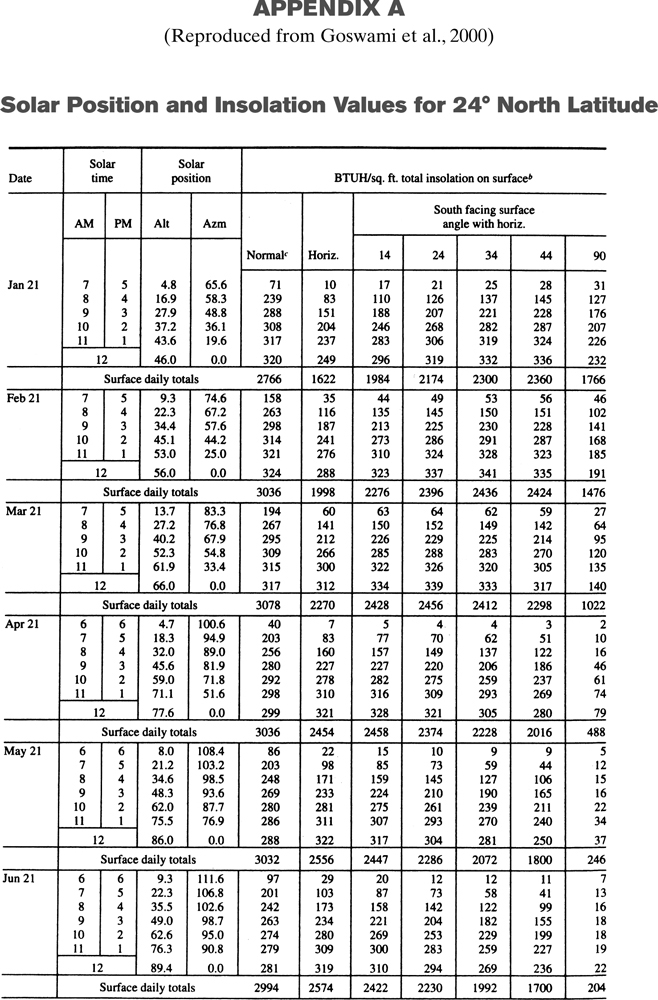 APPENDIX A
(Reproduced from Goswami et al., 2000)
Solar Position and Insolation Values for 24° North Latitude
Date Solar time Solar position BTUH/sq. ft. total insolation on surfaceᵇ
South facing surface angle with horiz.
AM PM Alt Azm Normalᶜ Horiz. 14 24 34 44 90
Jan 21 7 5 4.8 65.6 71 10 17 21 25 28 31
8 4 16.9 58.3 239 83 110 126 137 145 127
9 3 27.9 48.8 288 151 188 207 221 228 176
10 2 37.2 36.1 308 204 246 268 282 287 207
11 1 43.6 19.6 317 237 283 306 319 324 226
12 46.0 0.0 320 249 296 319 332 336 232
Surface daily totals 2766 1622 1984 2174 2300 2360 1766
Feb 21 7 5 9.3 74.6 158 35 44 49 53 56 46
8 4 22.3 67.2 263 116 135 145 150 151 102
9 3 34.4 57.6 298 187 213 225 230 228 141
10 2 45.1 44.2 314 241 273 286 291 287 168
11 1 53.0 25.0 321 276 310 324 328 323 185
12 56.0 0.0 324 288 323 337 341 335 191
Surface daily totals 3036 1998 2276 2396 2436 2424 1476
Mar 21 7 5 13.7 83.3 194 60 63 64 62 59 27
8 4 27.2 76.8 267 141 150 152 149 142 64
9 3 40.2 67.9 295 212 226 229 225 214 95
10 2 52.3 54.8 309 266 285 288 283 270 120
11 1 61.9 33.4 315 300 322 326 320 305 135
12 66.0 0.0 317 312 334 339 333 317 140
Surface daily totals 3078 2270 2428 2456 2412 2298 1022
Apr 21 6 6 4.7 100.6 40 7 5 4 4 3 2
7 5 18.3 94.9 203 83 77 70 62 51 10
8 4 32.0 89.0 256 160 157 149 137 122 16
9 3 45.6 81.9 280 227 227 220 206 186 46
10 2 59.0 71.8 292 278 282 275 259 237 61
11 1 71.1 51.6 298 310 316 309 293 269 74
12 77.6 0.0 299 321 328 321 305 280 79
Surface daily totals 3036 2454 2458 2374 2228 2016 488
May 21 6 6 8.0 108.4 86 22 15 10 9 9 5
7 5 21.2 103.2 203 98 85 73 59 44 12
8 4 34.6 98.5 248 171 159 145 127 106 15
9 3 48.3 93.6 269 233 224 210 190 165 16
10 2 62.0 87.7 280 281 275 261 239 211 22
11 1 75.5 76.9 286 311 307 293 270 240 34
12 86.0 0.0 288 322 317 304 281 250 37
Surface daily totals 3032 2556 2447 2286 2072 1800 246
Jun 21 6 6 9.3 111.6 97 29 20 12 12 11 7
7 5 22.3 106.8 201 103 87 73 58 41 13
8 4 35.5 102.6 242 173 158 142 122 99 16
9 3 49.0 98.7 263 234 221 204 182 155 18
10 2 62.6 95.0 274 280 269 253 229 199 18
11 1 76.3 90.8 279 309 300 283 259 227 19
12 89.4 0.0 281 319 310 294 269 236 22
Surface daily totals 2994 2574 2422 2230 1992 1700 204